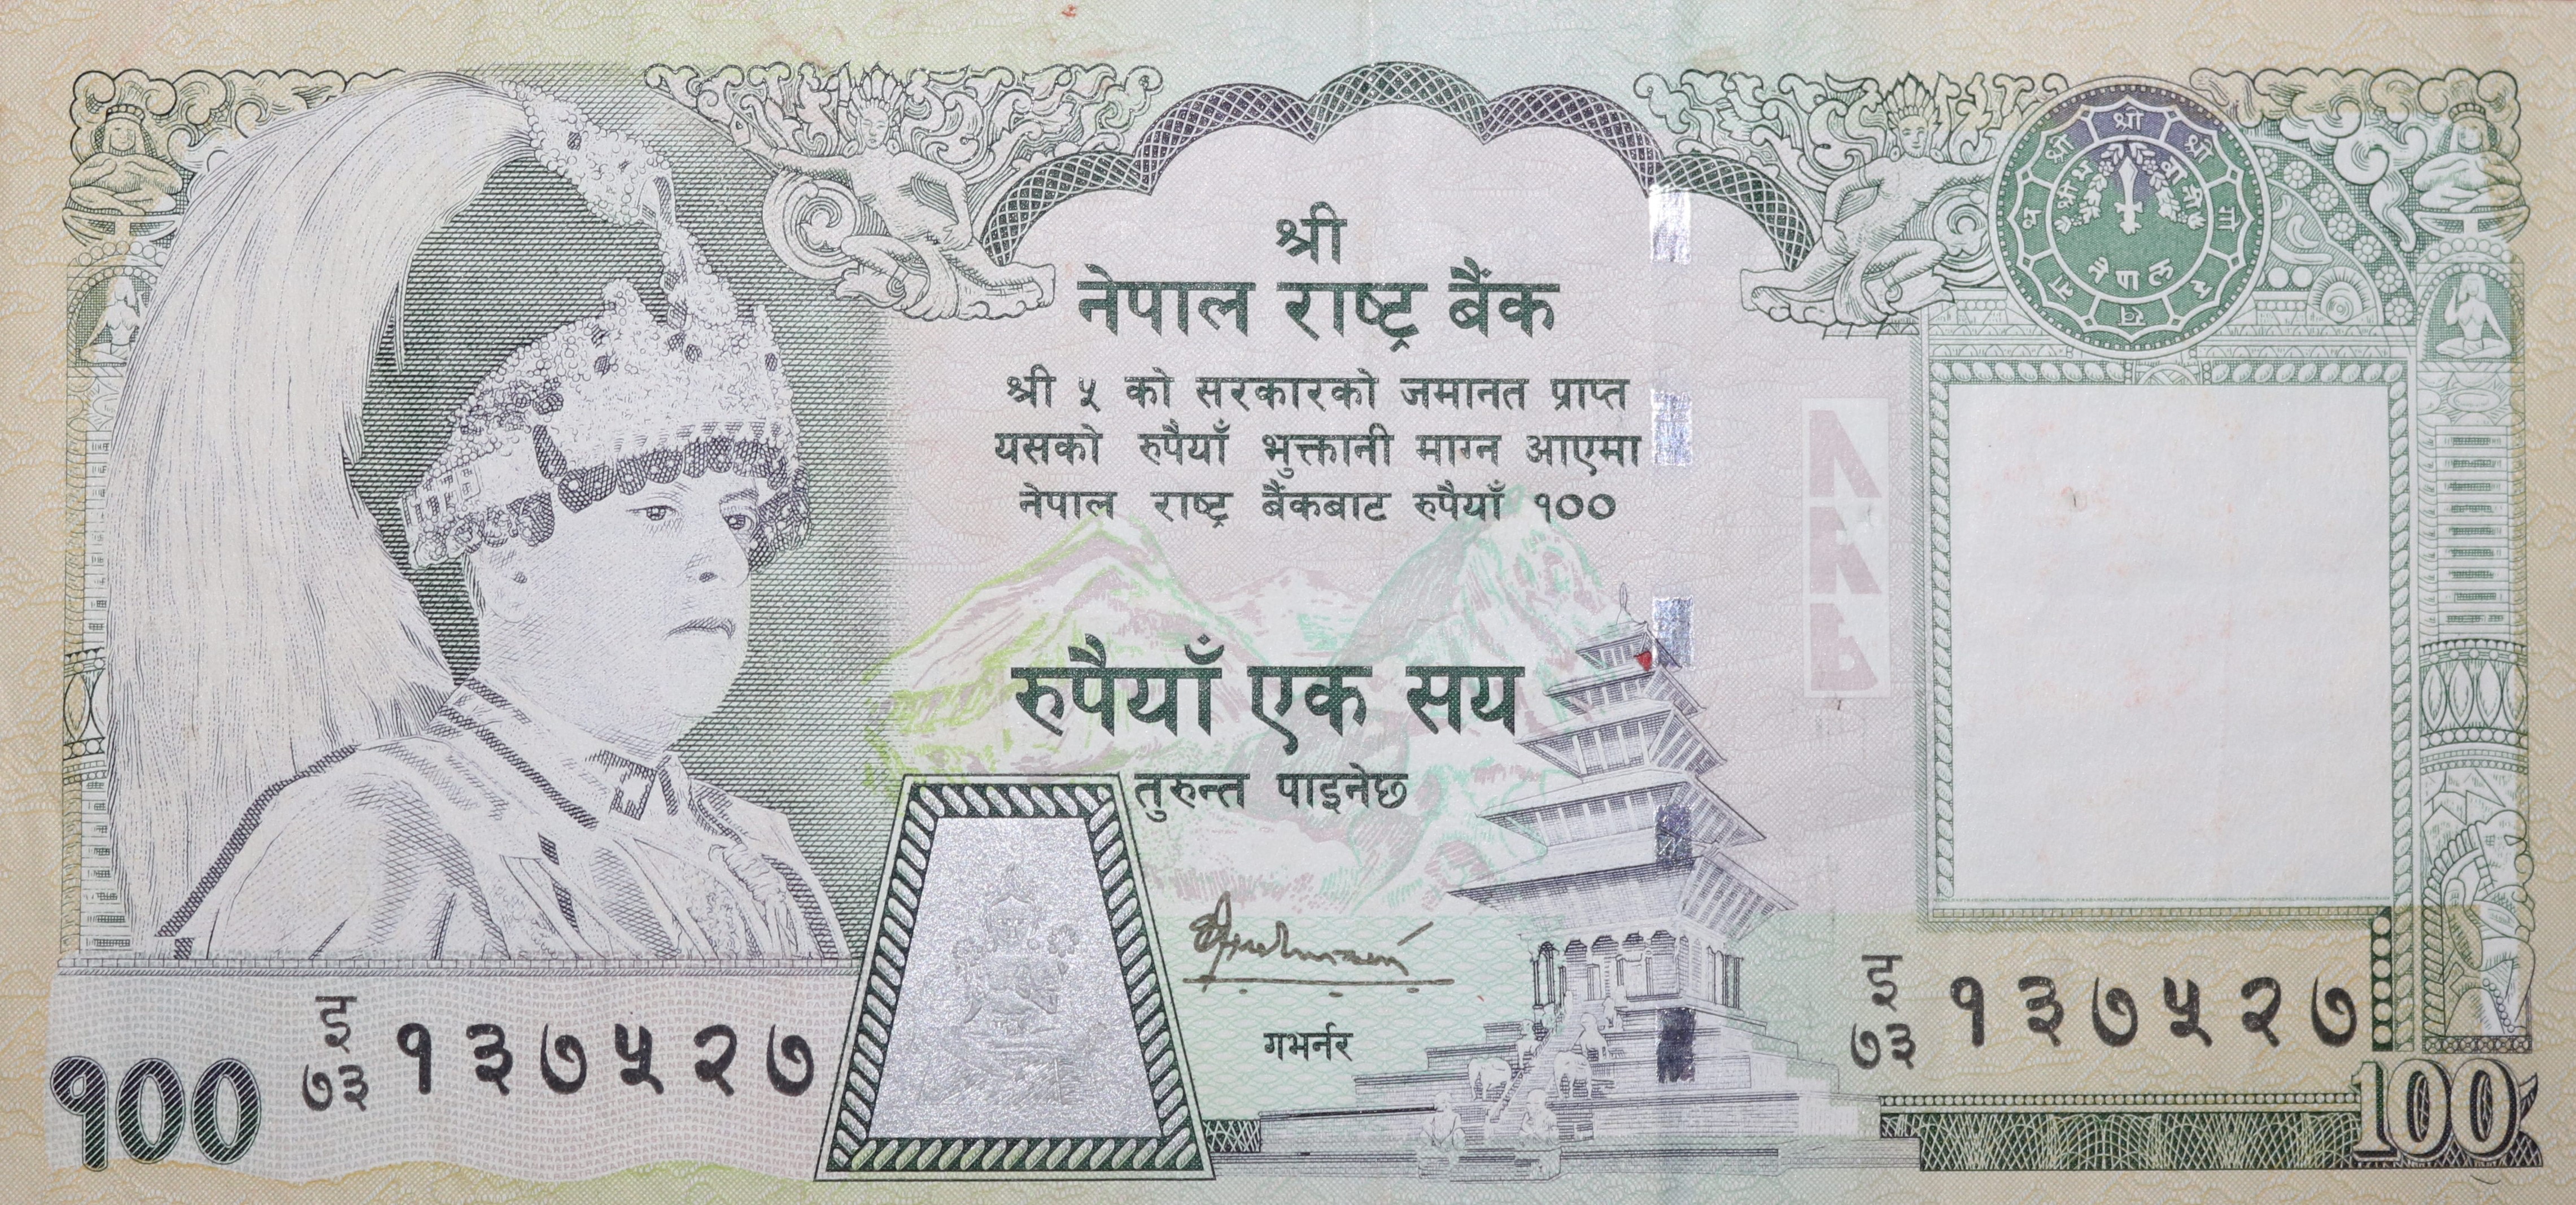 श्री
नेपाल राष्ट्र बैंक
श्री ५ को सरकारको जमानत प्राप्त
यसको रुपैयाँ भुक्तानी माग्न आएमा
नेपाल राष्ट्र बैंकबाट रुपैयाँ १००
रुपैयाँ एक सय
तुरुन्त पाइनेछ
गभर्नर
इ
७३ १३७५२७
इ
७३ १३७५२७
१००
100